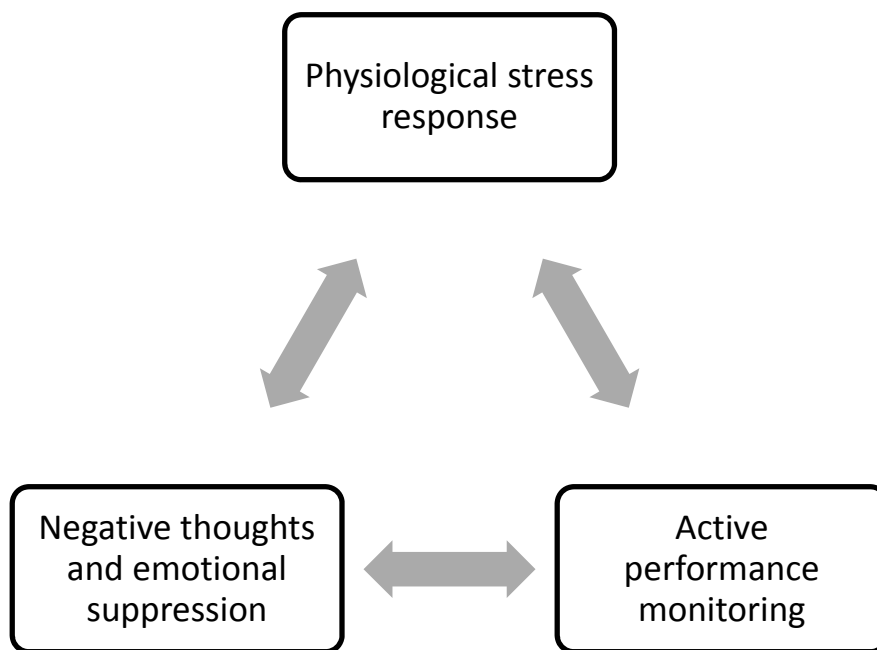 Physiological stress
response
Negative thoughts
and emotional
suppression
Active
performance
monitoring